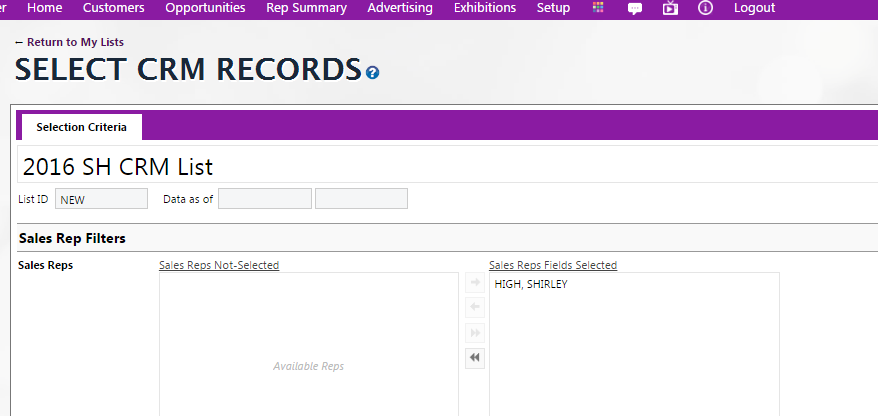 r Home Customers Opportunities Rep Summary Advertising Exhibitions Setup Logout
← Return to My Lists
SELECT CRM RECORDS
Selection Criteria
2016 SH CRM List
List ID NEW Data as of
Sales Rep Filters
Sales Reps Sales Reps Not-Selected Sales Reps Fields Selected
HIGH, SHIRLEY
Available Reps